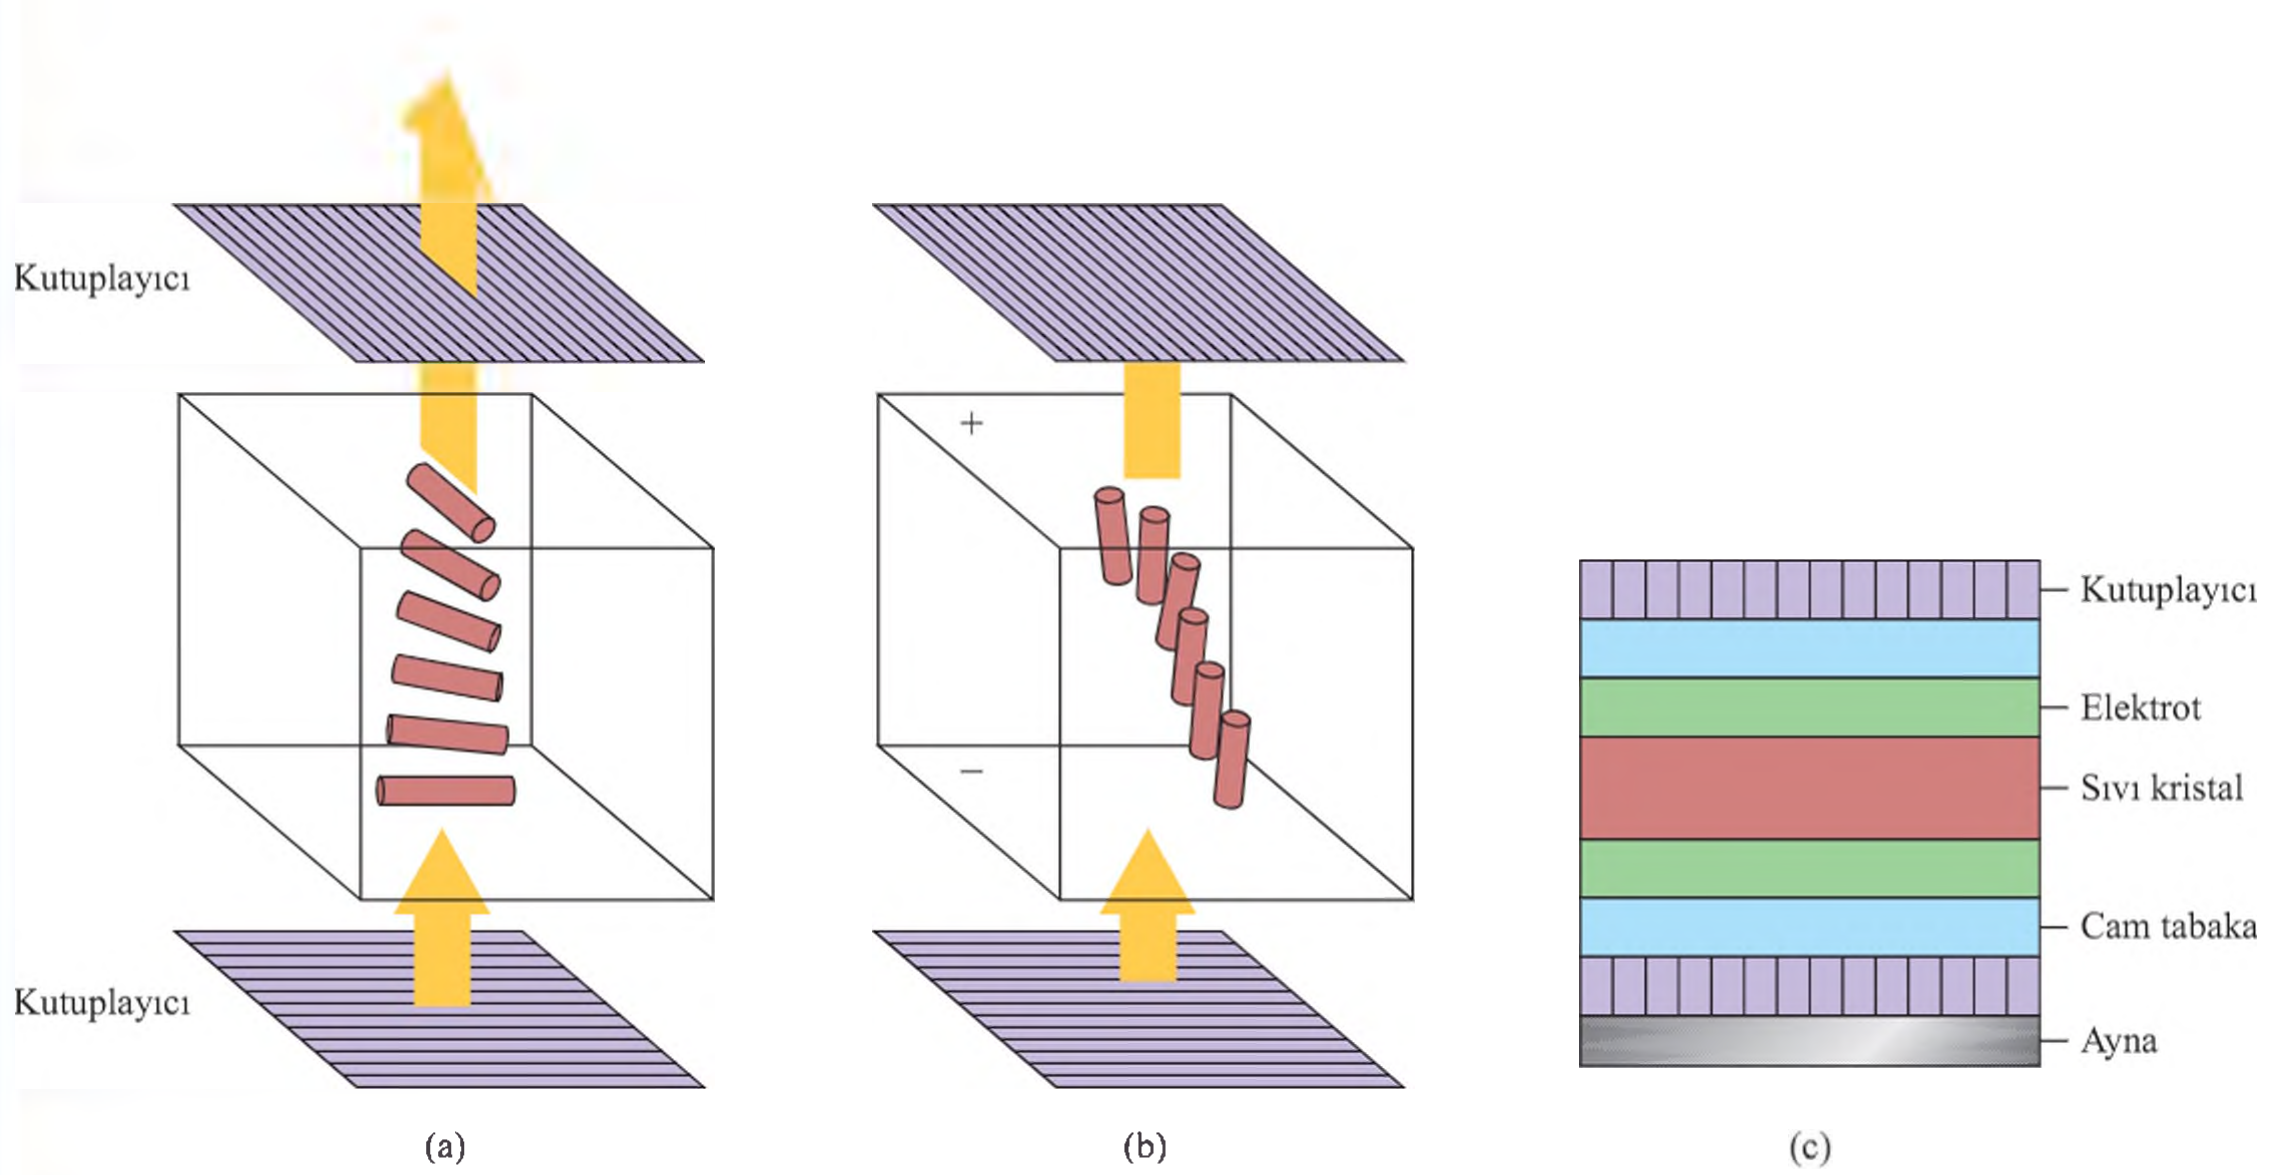 Kutuplayıcı
+
−
Kutuplayıcı
Kutuplayıcı
Elektrot
Sıvı kristal
Cam tabaka
Ayna
(a)
(b)
(c)